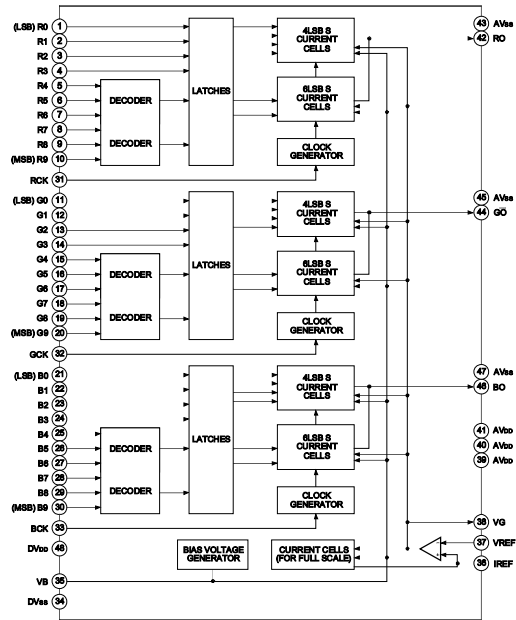 (LSB) R0 1
R1 2
R2 3
R3 4
R4 5
R5 6
R6 7
R7 8
R8 9
(MSB) R9 10
RCK 31
DECODER
DECODER
LATCHES
4LSB S
CURRENT
CELLS
6LSB S
CURRENT
CELLS
CLOCK
GENERATOR
43 AVss
42 RO
(LSB) G0 11
G1 12
G2 13
G3 14
G4 15
G5 16
G6 17
G7 18
G8 19
(MSB) G9 20
GCK 32
DECODER
DECODER
LATCHES
4LSB S
CURRENT
CELLS
6LSB S
CURRENT
CELLS
CLOCK
GENERATOR
45 AVss
44 GO
(LSB) B0 21
B1 22
B2 23
B3 24
B4 25
B5 26
B6 27
B7 28
B8 29
(MSB) B9 30
BCK 33
DECODER
DECODER
LATCHES
4LSB S
CURRENT
CELLS
6LSB S
CURRENT
CELLS
CLOCK
GENERATOR
47 AVss
46 BO
41 AVDD
40 AVDD
39 AVDD
DVDD 48
VB 35
DVss 34
BIAS VOLTAGE
GENERATOR
CURRENT CELLS
(FOR FULL SCALE)
-
+
38 VG
37 VREF
36 IREF